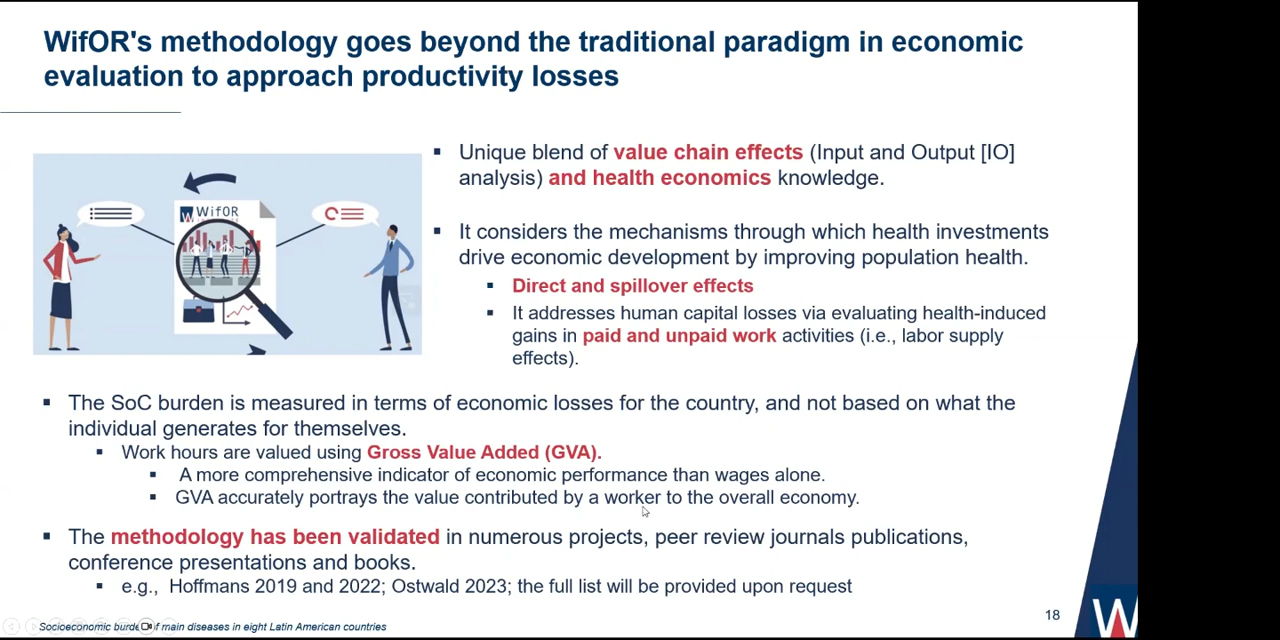 WifOR's methodology goes beyond the traditional paradigm in economic
evaluation to approach productivity losses
WifOR
Unique blend of value chain effects (Input and Output [IO]
analysis) and health economics knowledge.
It considers the mechanisms through which health investments
drive economic development by improving population health.
Direct and spillover effects
It addresses human capital losses via evaluating health-induced
gains in paid and unpaid work activities (i.e., labor supply
effects).
The SoC burden is measured in terms of economic losses for the country, and not based on what the
individual generates for themselves.
Work hours are valued using Gross Value Added (GVA).
A more comprehensive indicator of economic performance than wages alone.
GVA accurately portrays the value contributed by a worker to the overall economy.
The methodology has been validated in numerous projects, peer review journals publications,
conference presentations and books.
e.g., Hoffmans 2019 and 2022; Ostwald 2023; the full list will be provided upon request
18
Socioeconomic burden of main diseases in eight Latin American countries
W